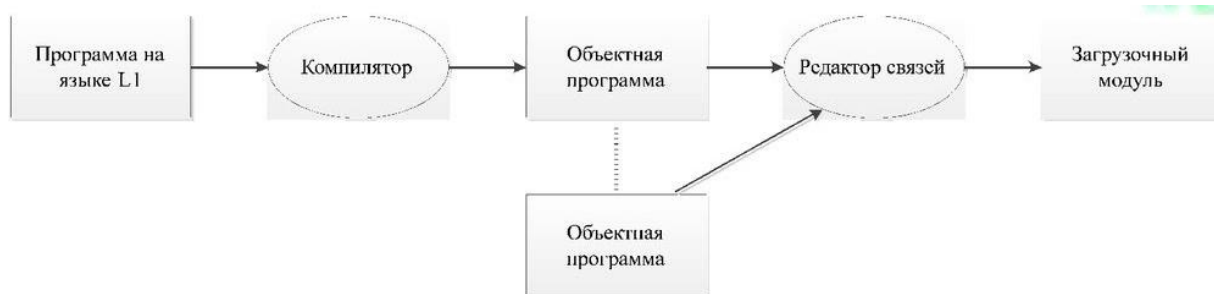 Программа на
языке L1
Компилятор
Объектная
программа
Редактор связей
Загрузочный
модуль
Объектная
программа